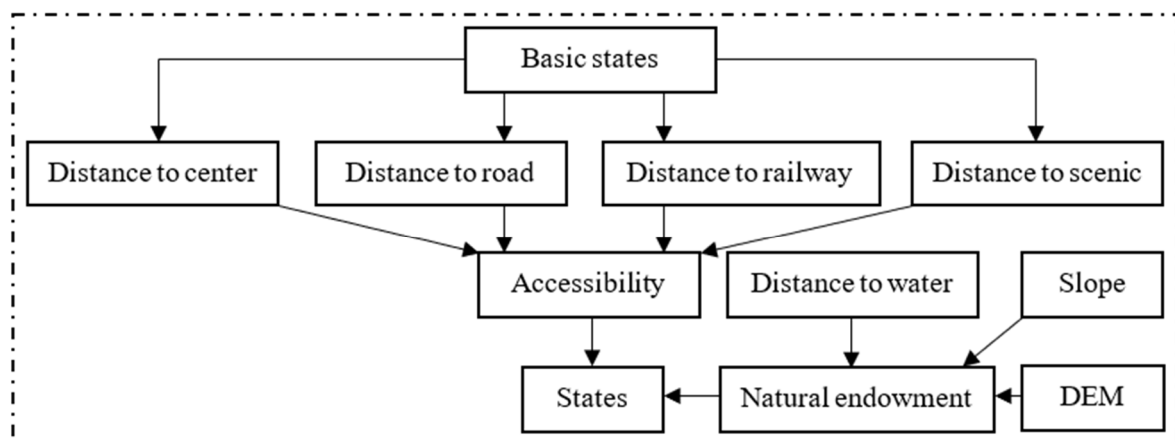 Basic states
Distance to center
Distance to road
Distance to railway
Distance to scenic
Accessibility
Distance to water
Slope
States
Natural endowment
DEM